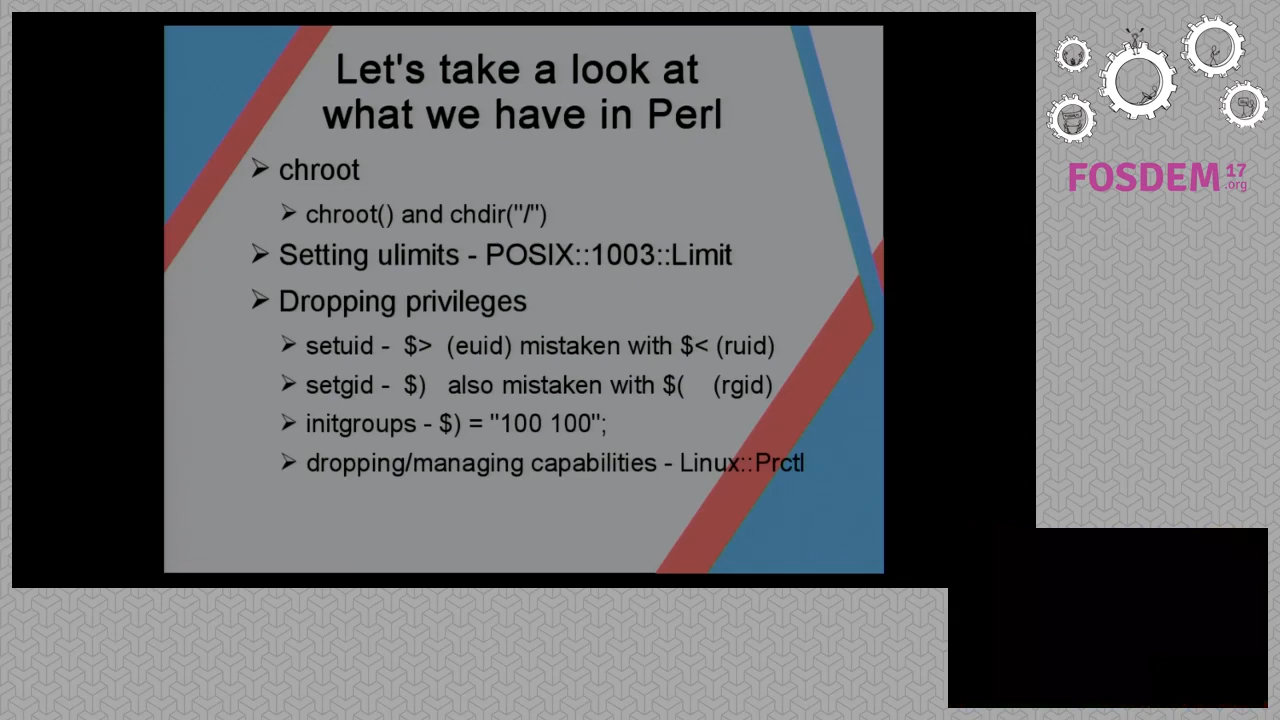 Let's take a look at
what we have in Perl
chroot
chroot() and chdir("/")
Setting ulimits - POSIX::1003::Limit
Dropping privileges
setuid - $> (euid) mistaken with $< (ruid)
setgid - $) also mistaken with $( (rgid)
initgroups - $) = "100 100";
dropping/managing capabilities - Linux::Prctl
FOSDEM 17
.org